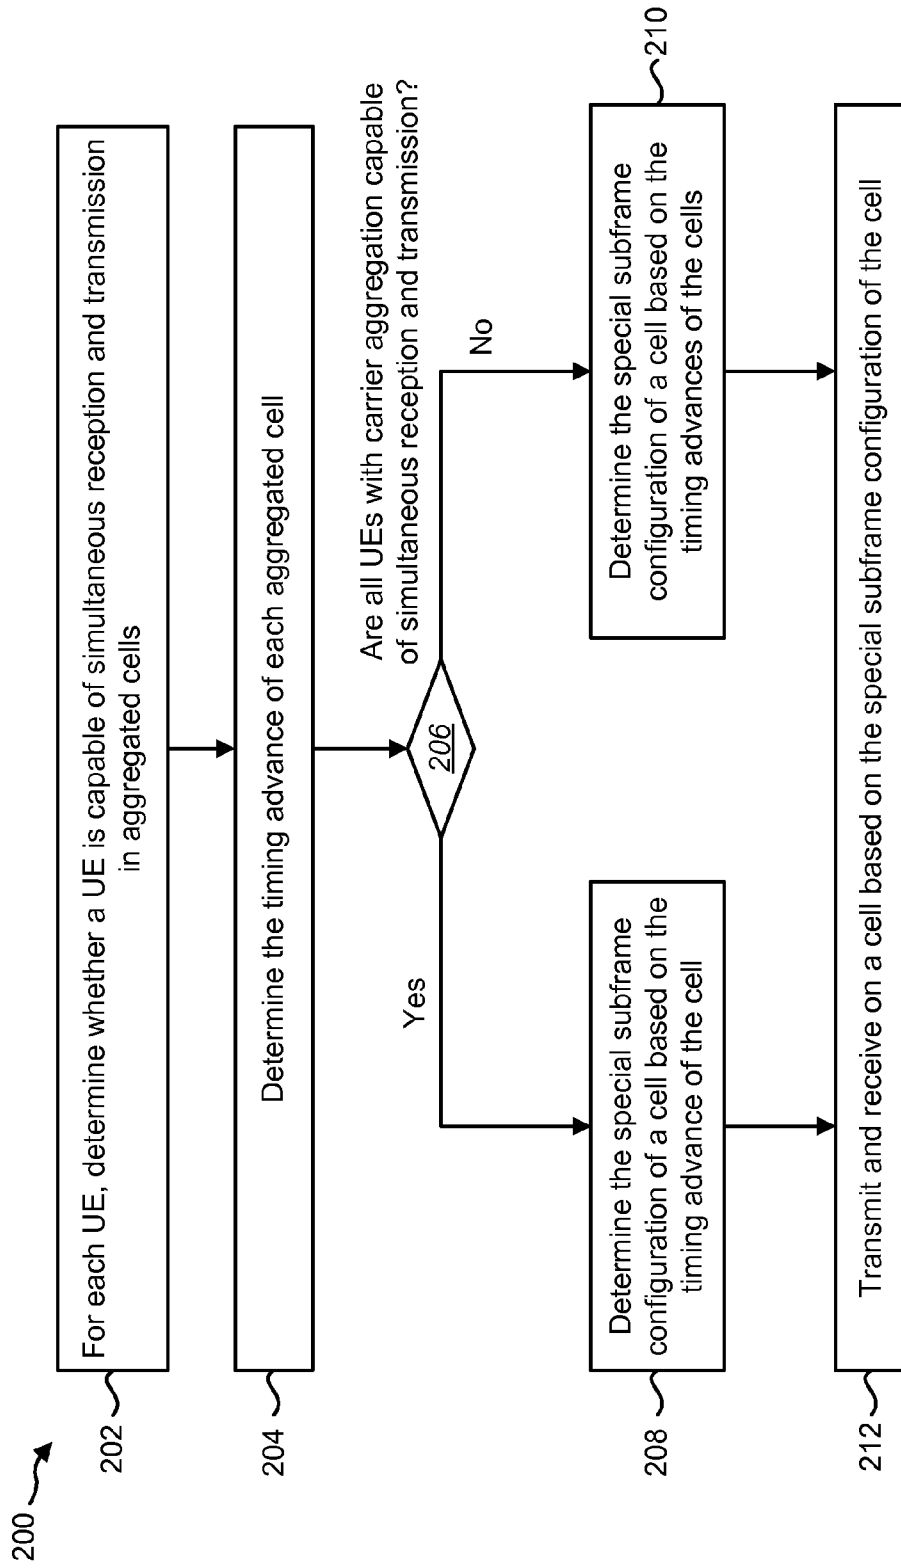 200
202
For each UE, determine whether a UE is capable of simultaneous reception and transmission
in aggregated cells
204
Determine the timing advance of each aggregated cell
206
Are all UEs with carrier aggregation capable
of simultaneous reception and transmission?
Yes
No
208
Determine the special subframe
configuration of a cell based on the
timing advance of the cell
210
Determine the special subframe
configuration of a cell based on the
timing advances of the cells
212
Transmit and receive on a cell based on the special subframe configuration of the cell